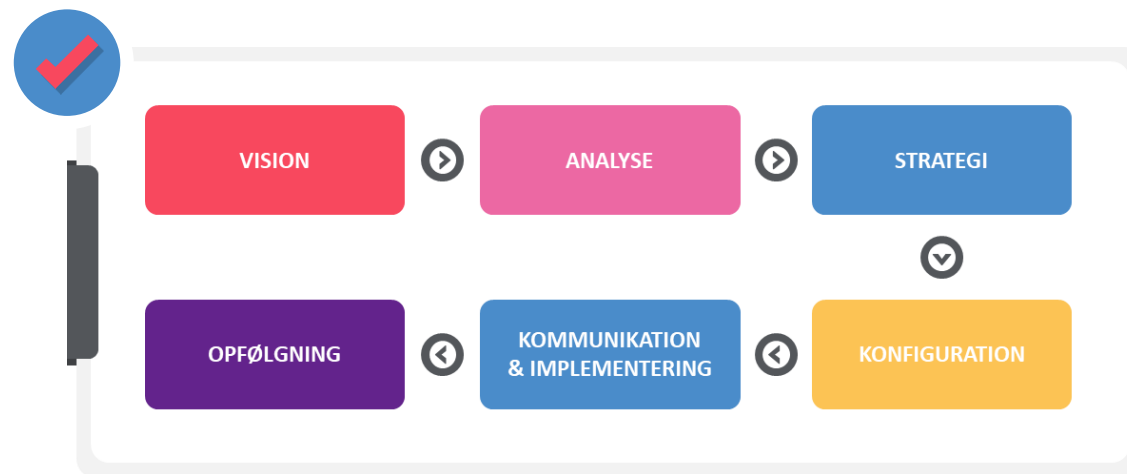 VISION
ANALYSE
STRATEGI
KONFIGURATION
KOMMUNIKATION
& IMPLEMENTERING
OPFØLGNING